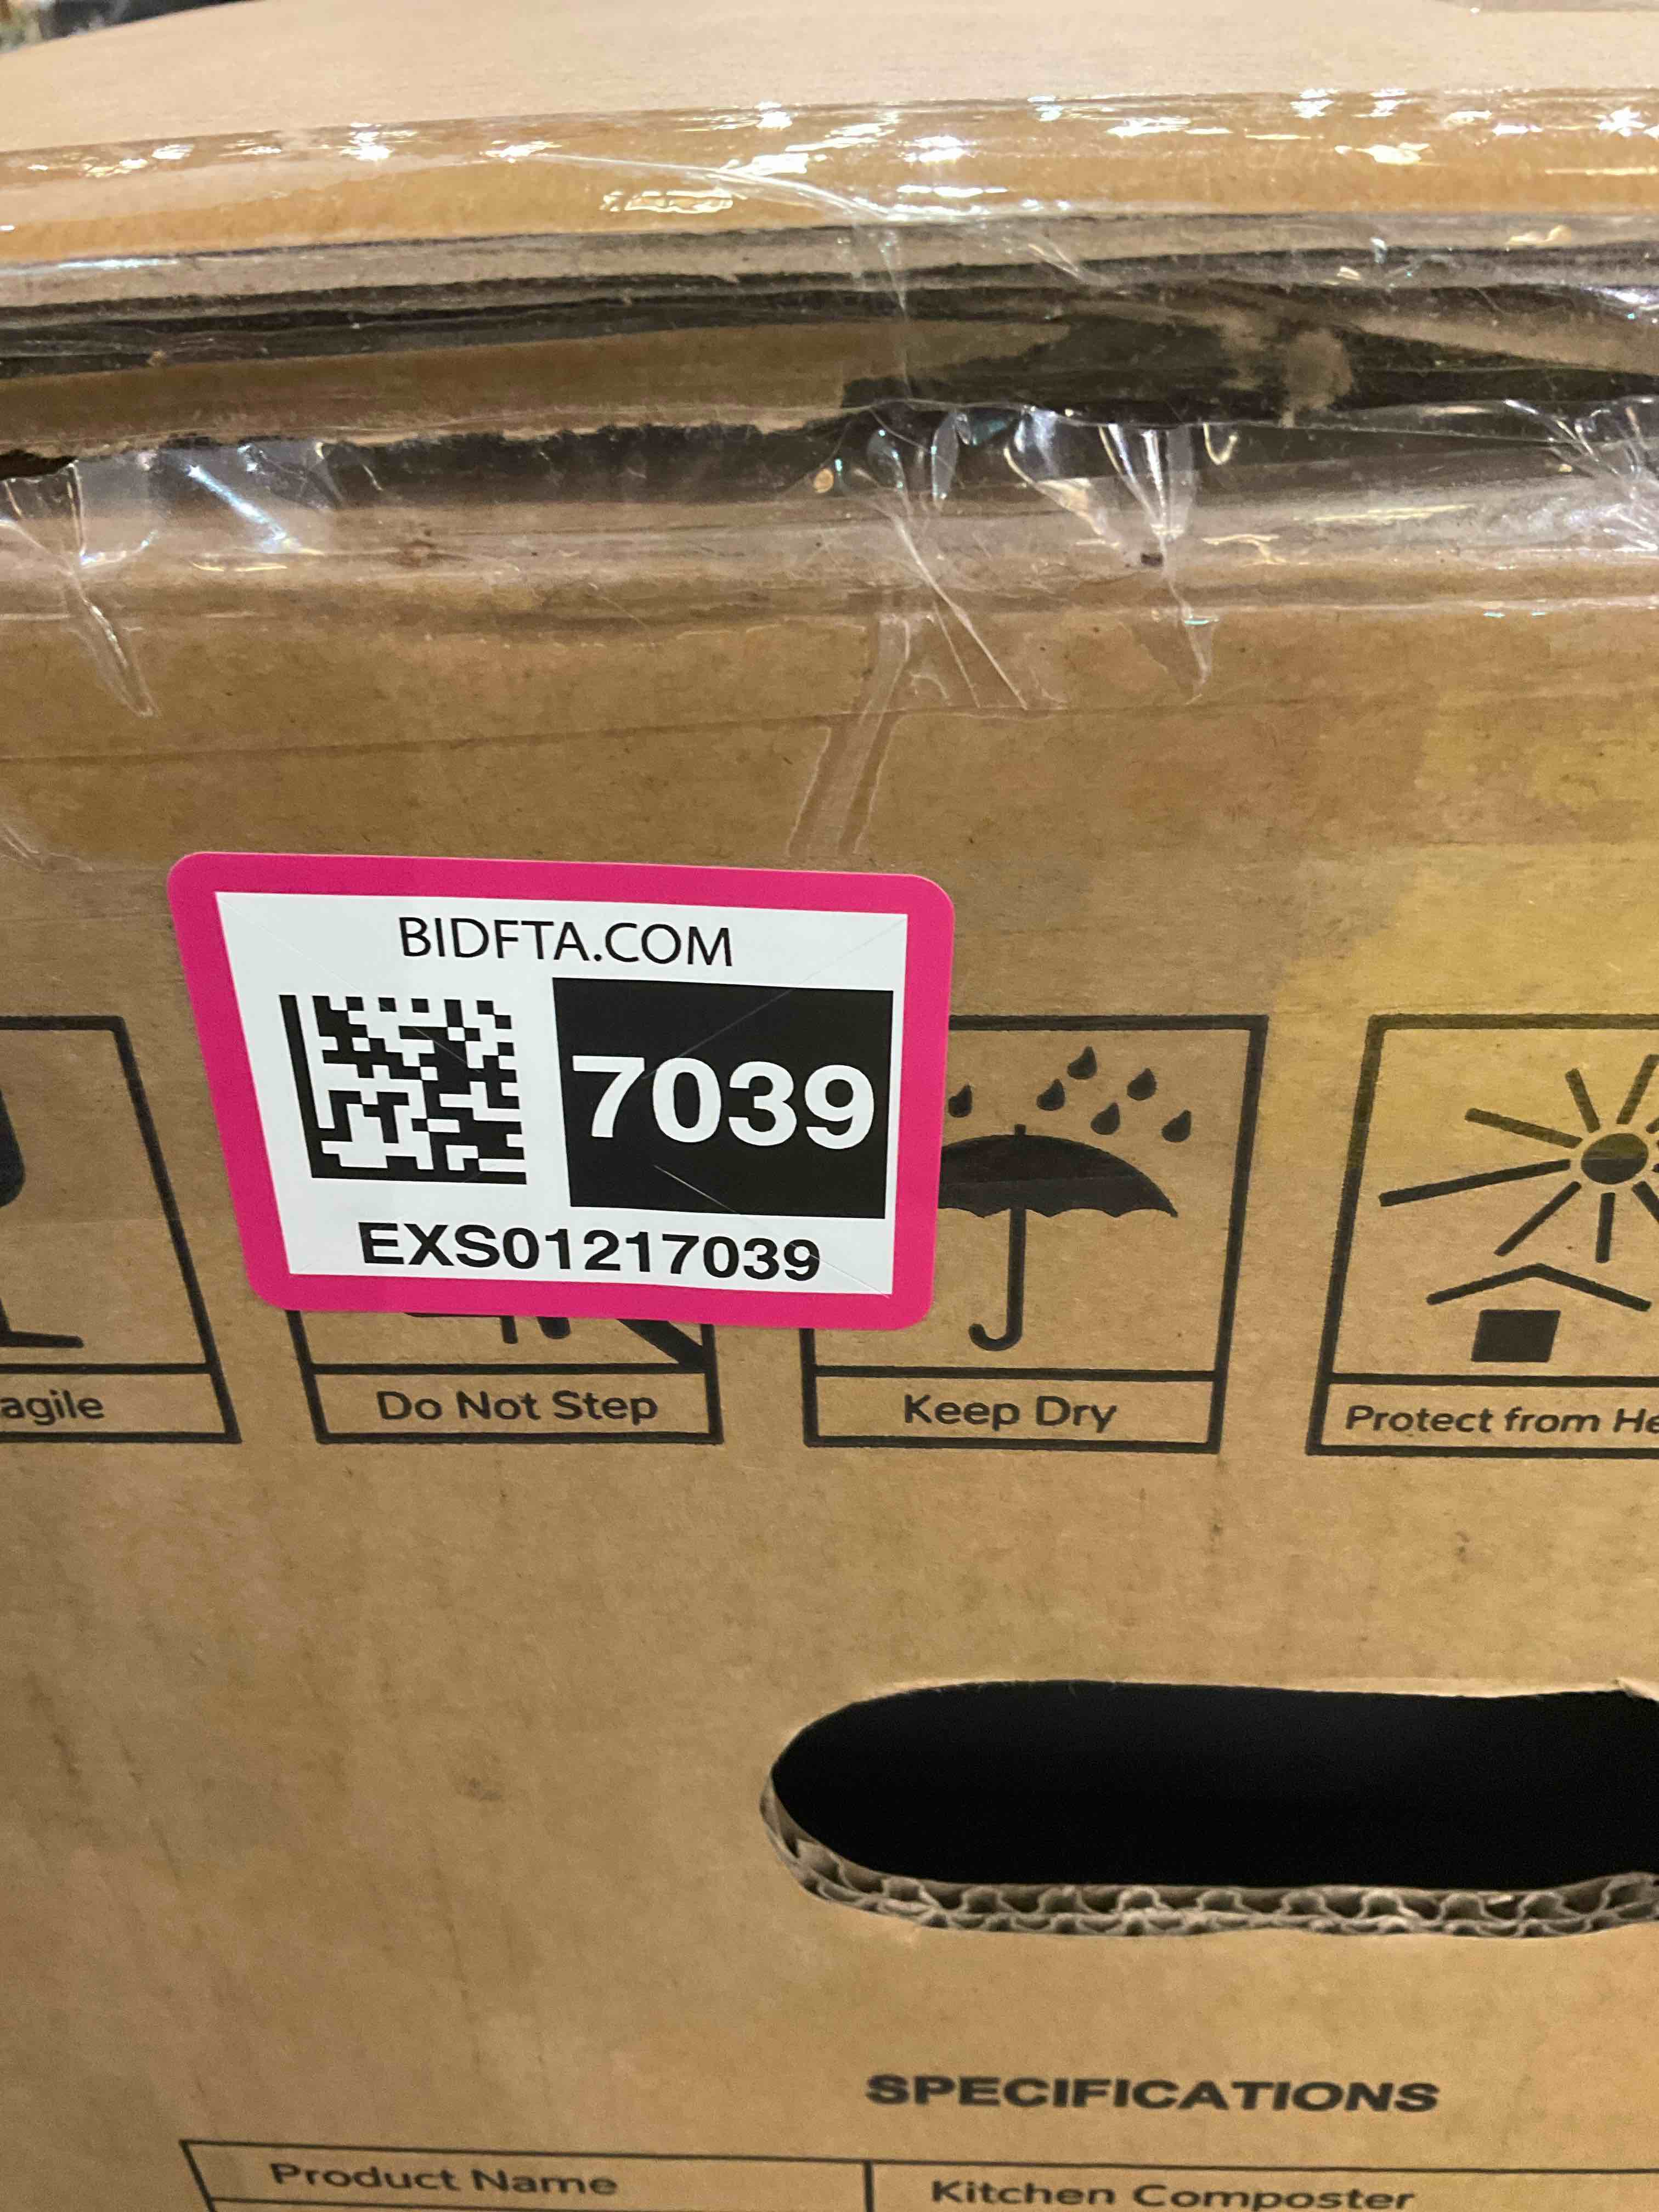 BIDFTA.COM
7039
EXS01217039
agile
Do Not Step
Keep Dry
Protect from He
SPECIFICATIONS
Product Name
Kitchen Composter